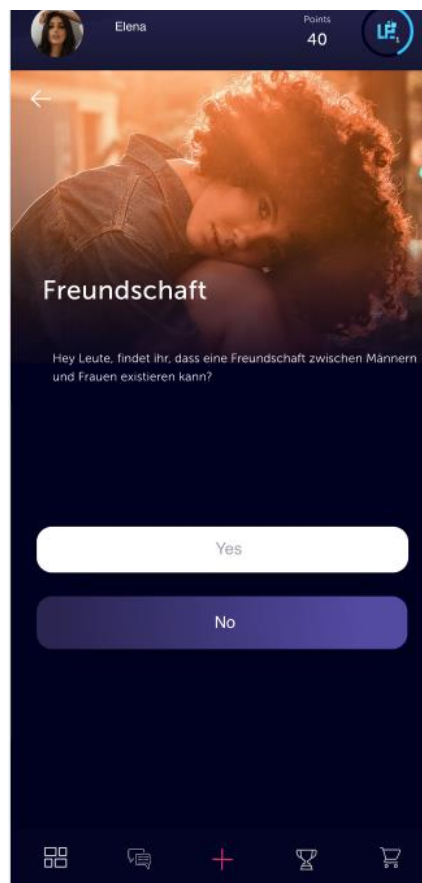 Elena
Points
40
Freundschaft
Hey Leute, findet ihr, dass eine Freundschaft zwischen Männern
und Frauen existieren kann?
Yes
No